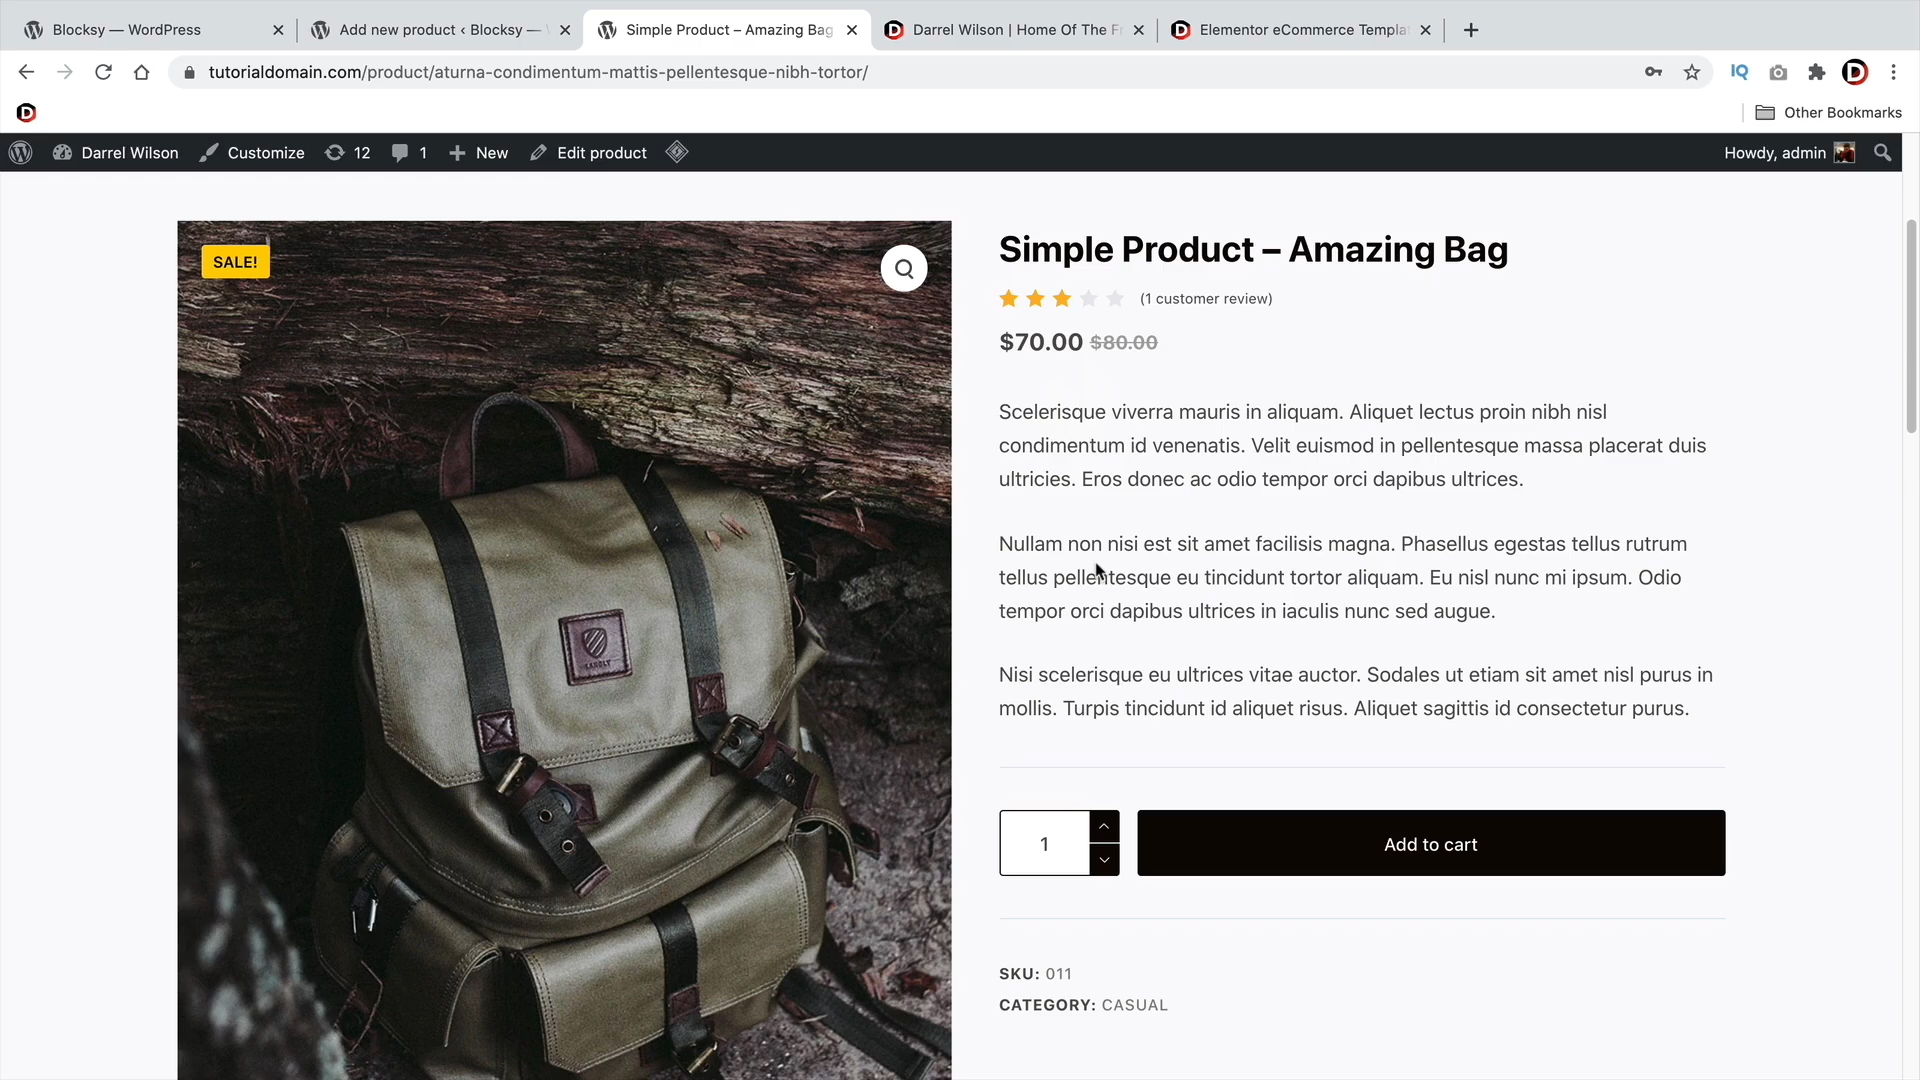 Blocksy — WordPress
Add new product ‹ Blocksy —
Simple Product – Amazing Bag
Darrel Wilson | Home Of The
Elementor eCommerce
tutorialdomain.com/product/aturna-condimentum-mattis-pellentesque-nibh-tortor/
IQ
Other Bookmarks
Darrel Wilson
Customize
12
1
New
Edit product
Howdy, admin
SALE!
Simple Product – Amazing Bag
(1 customer review)
$70.00 $80.00
Scelerisque viverra mauris in aliquam. Aliquet lectus proin nibh nisl
condimentum id venenatis. Velit euismod in pellentesque massa placerat duis
ultricies. Eros donec ac odio tempor orci dapibus ultrices.
Nullam non nisi est sit amet facilisis magna. Phasellus egestas tellus rutrum
tellus pellentesque eu tincidunt tortor aliquam. Eu nisl nunc mi ipsum. Odio
tempor orci dapibus ultrices in iaculis nunc sed augue.
Nisi scelerisque eu ultrices vitae auctor. Sodales ut etiam sit amet nisl purus in
mollis. Turpis tincidunt id aliquet risus. Aliquet sagittis id consectetur purus.
1
Add to cart
SKU: 011
CATEGORY: CASUAL